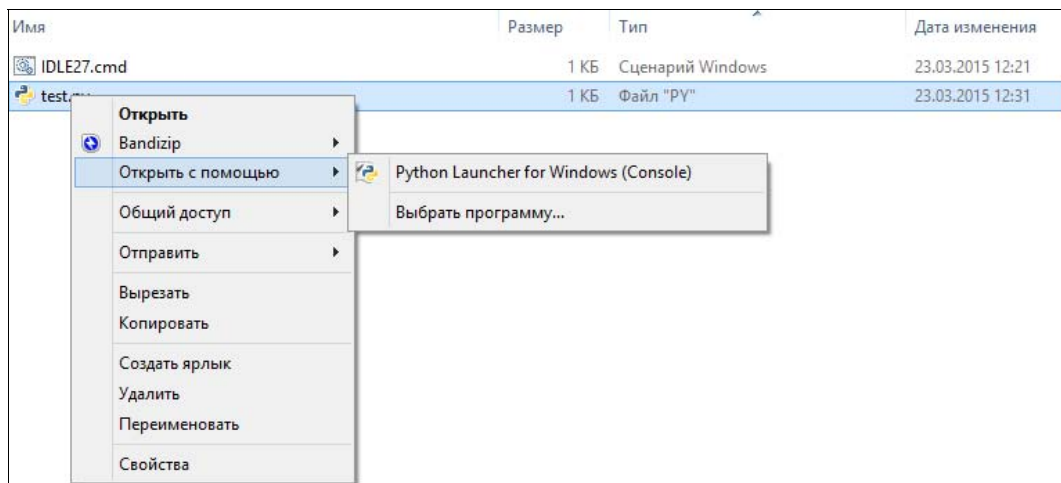 Имя Размер Тип Дата изменения
IDLE27.cmd 1 КБ Сценарий Windows 23.03.2015 12:21
1 КБ Файл "PY" 23.03.2015 12:31
Открыть
Bandizip
Открыть с помощью
Python Launcher for Windows (Console)
Общий доступ
Выбрать программу...
Отправить
Вырезать
Копировать
Создать ярлык
Удалить
Переименовать
Свойства